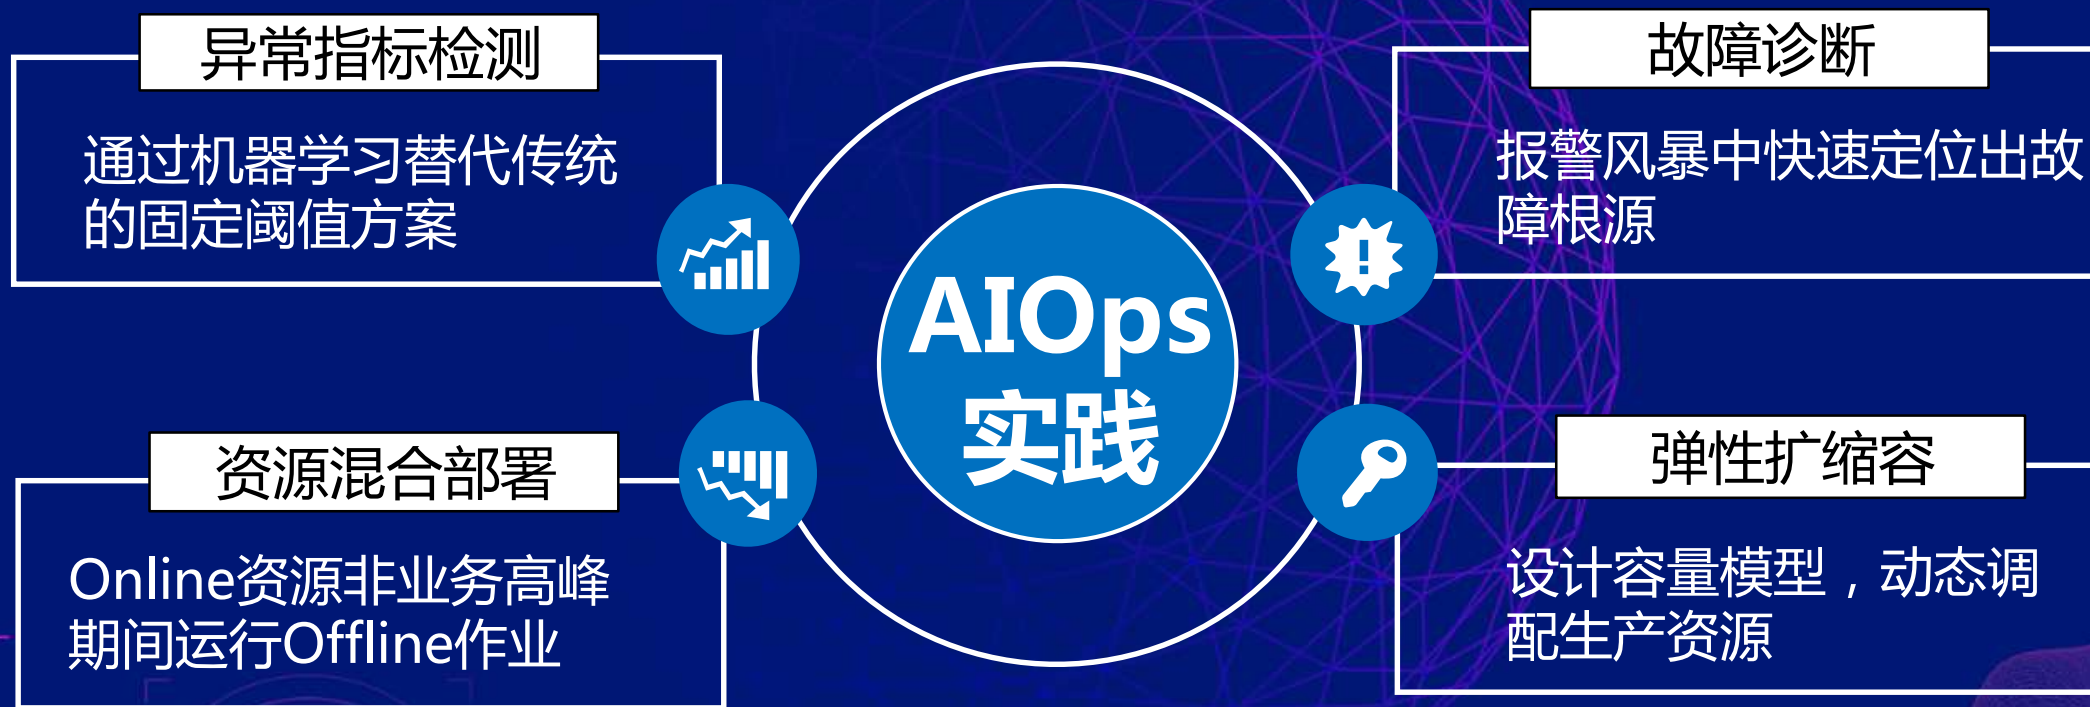 异常指标检测
通过机器学习替代传统
的固定阈值方案
故障诊断
报警风暴中快速定位出故
障根源
AIOps
实践
资源混合部署
Online资源非业务高峰
期间运行Offline作业
弹性扩缩容
设计容量模型，动态调
配生产资源